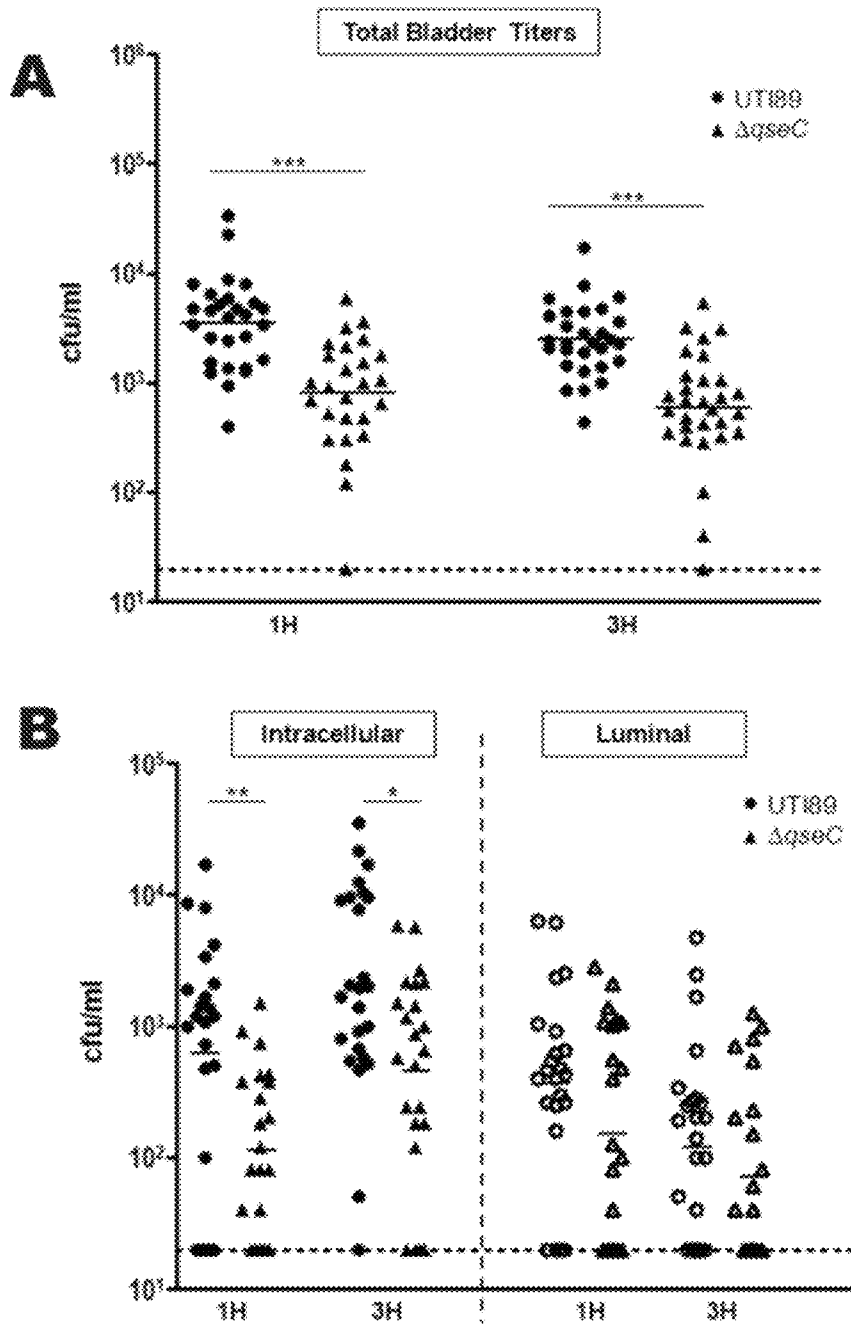 Total Bladder Titers
A
10⁶
UTI89
ΔqseC
10⁵
***
***
10⁴
cfu/ml
10³
10²
10¹
1H 3H
B
Intracellular Luminal
10⁵
** *
UTI89
ΔqseC
10⁴
cfu/ml
10³
10²
10¹
1H 3H 1H 3H